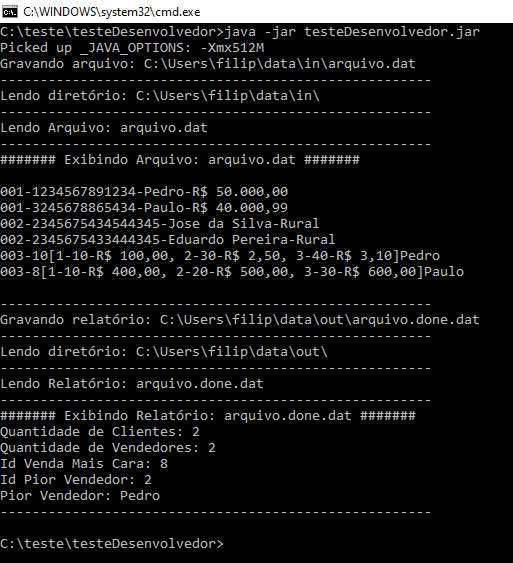 C:\WINDOWS\system32\cmd.exe
C:\teste\testeDesenvolvedor>java -jar testeDesenvolvedor.jar
Picked up _JAVA_OPTIONS: -Xmx512M
Gravando arquivo: C:\Users\filip\data\in\arquivo.dat
------------------------------------------------------
Lendo diretório: C:\Users\filip\data\in\
------------------------------------------------------
Lendo Arquivo: arquivo.dat
------------------------------------------------------
####### Exibindo Arquivo: arquivo.dat #######
001-1234567891234-Pedro-R$ 50.000,00
001-3245678865434-Paulo-R$ 40.000,99
002-2345675434544345-Jose da Silva-Rural
002-2345675433444345-Eduardo Pereira-Rural
003-10[1-10-R$ 100,00, 2-30-R$ 2,50, 3-40-R$ 3,10]Pedro
003-8[1-10-R$ 400,00, 2-20-R$ 500,00, 3-30-R$ 600,00]Paulo
------------------------------------------------------
Gravando relatório: C:\Users\filip\data\out\arquivo.done.dat
------------------------------------------------------
Lendo diretório: C:\Users\filip\data\out\
------------------------------------------------------
Lendo Relatório: arquivo.done.dat
------------------------------------------------------
####### Exibindo Relatório: arquivo.done.dat #######
Quantidade de Clientes: 2
Quantidade de Vendedores: 2
Id Venda Mais Cara: 8
Id Pior Vendedor: 2
Pior Vendedor: Pedro
------------------------------------------------------
C:\teste\testeDesenvolvedor>